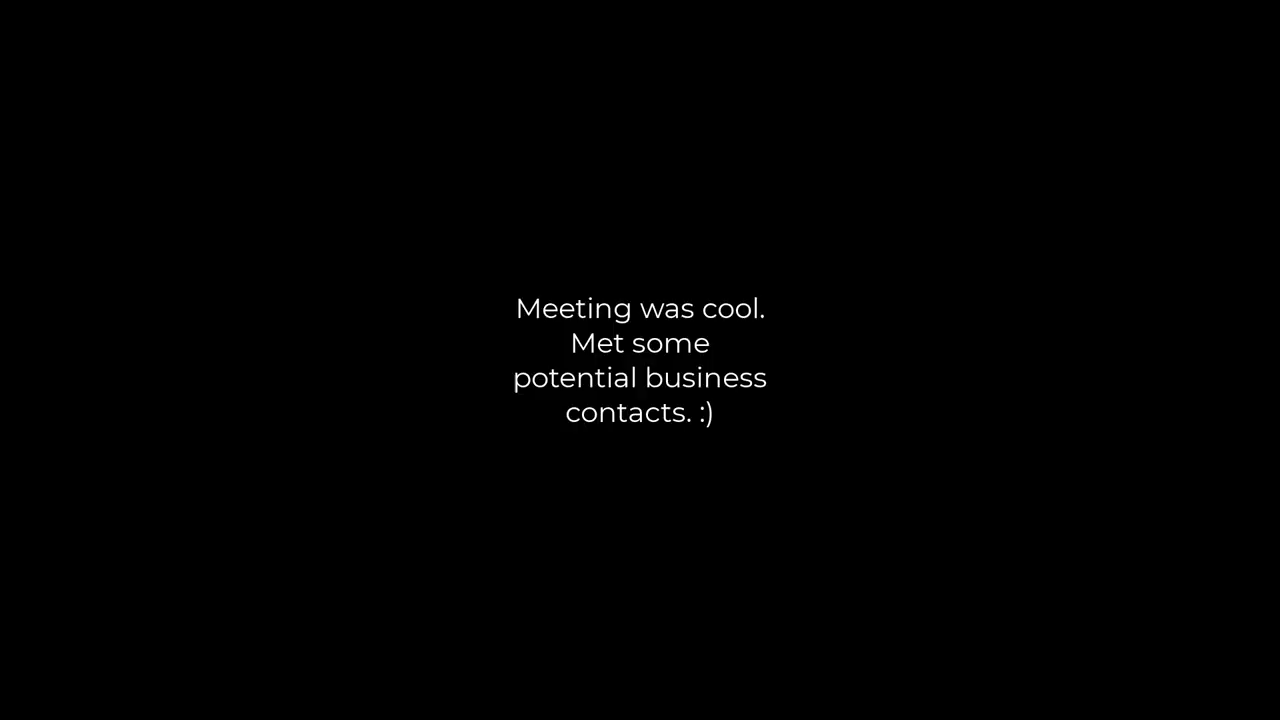 Meeting was cool.
Met some
potential business
contacts. :)